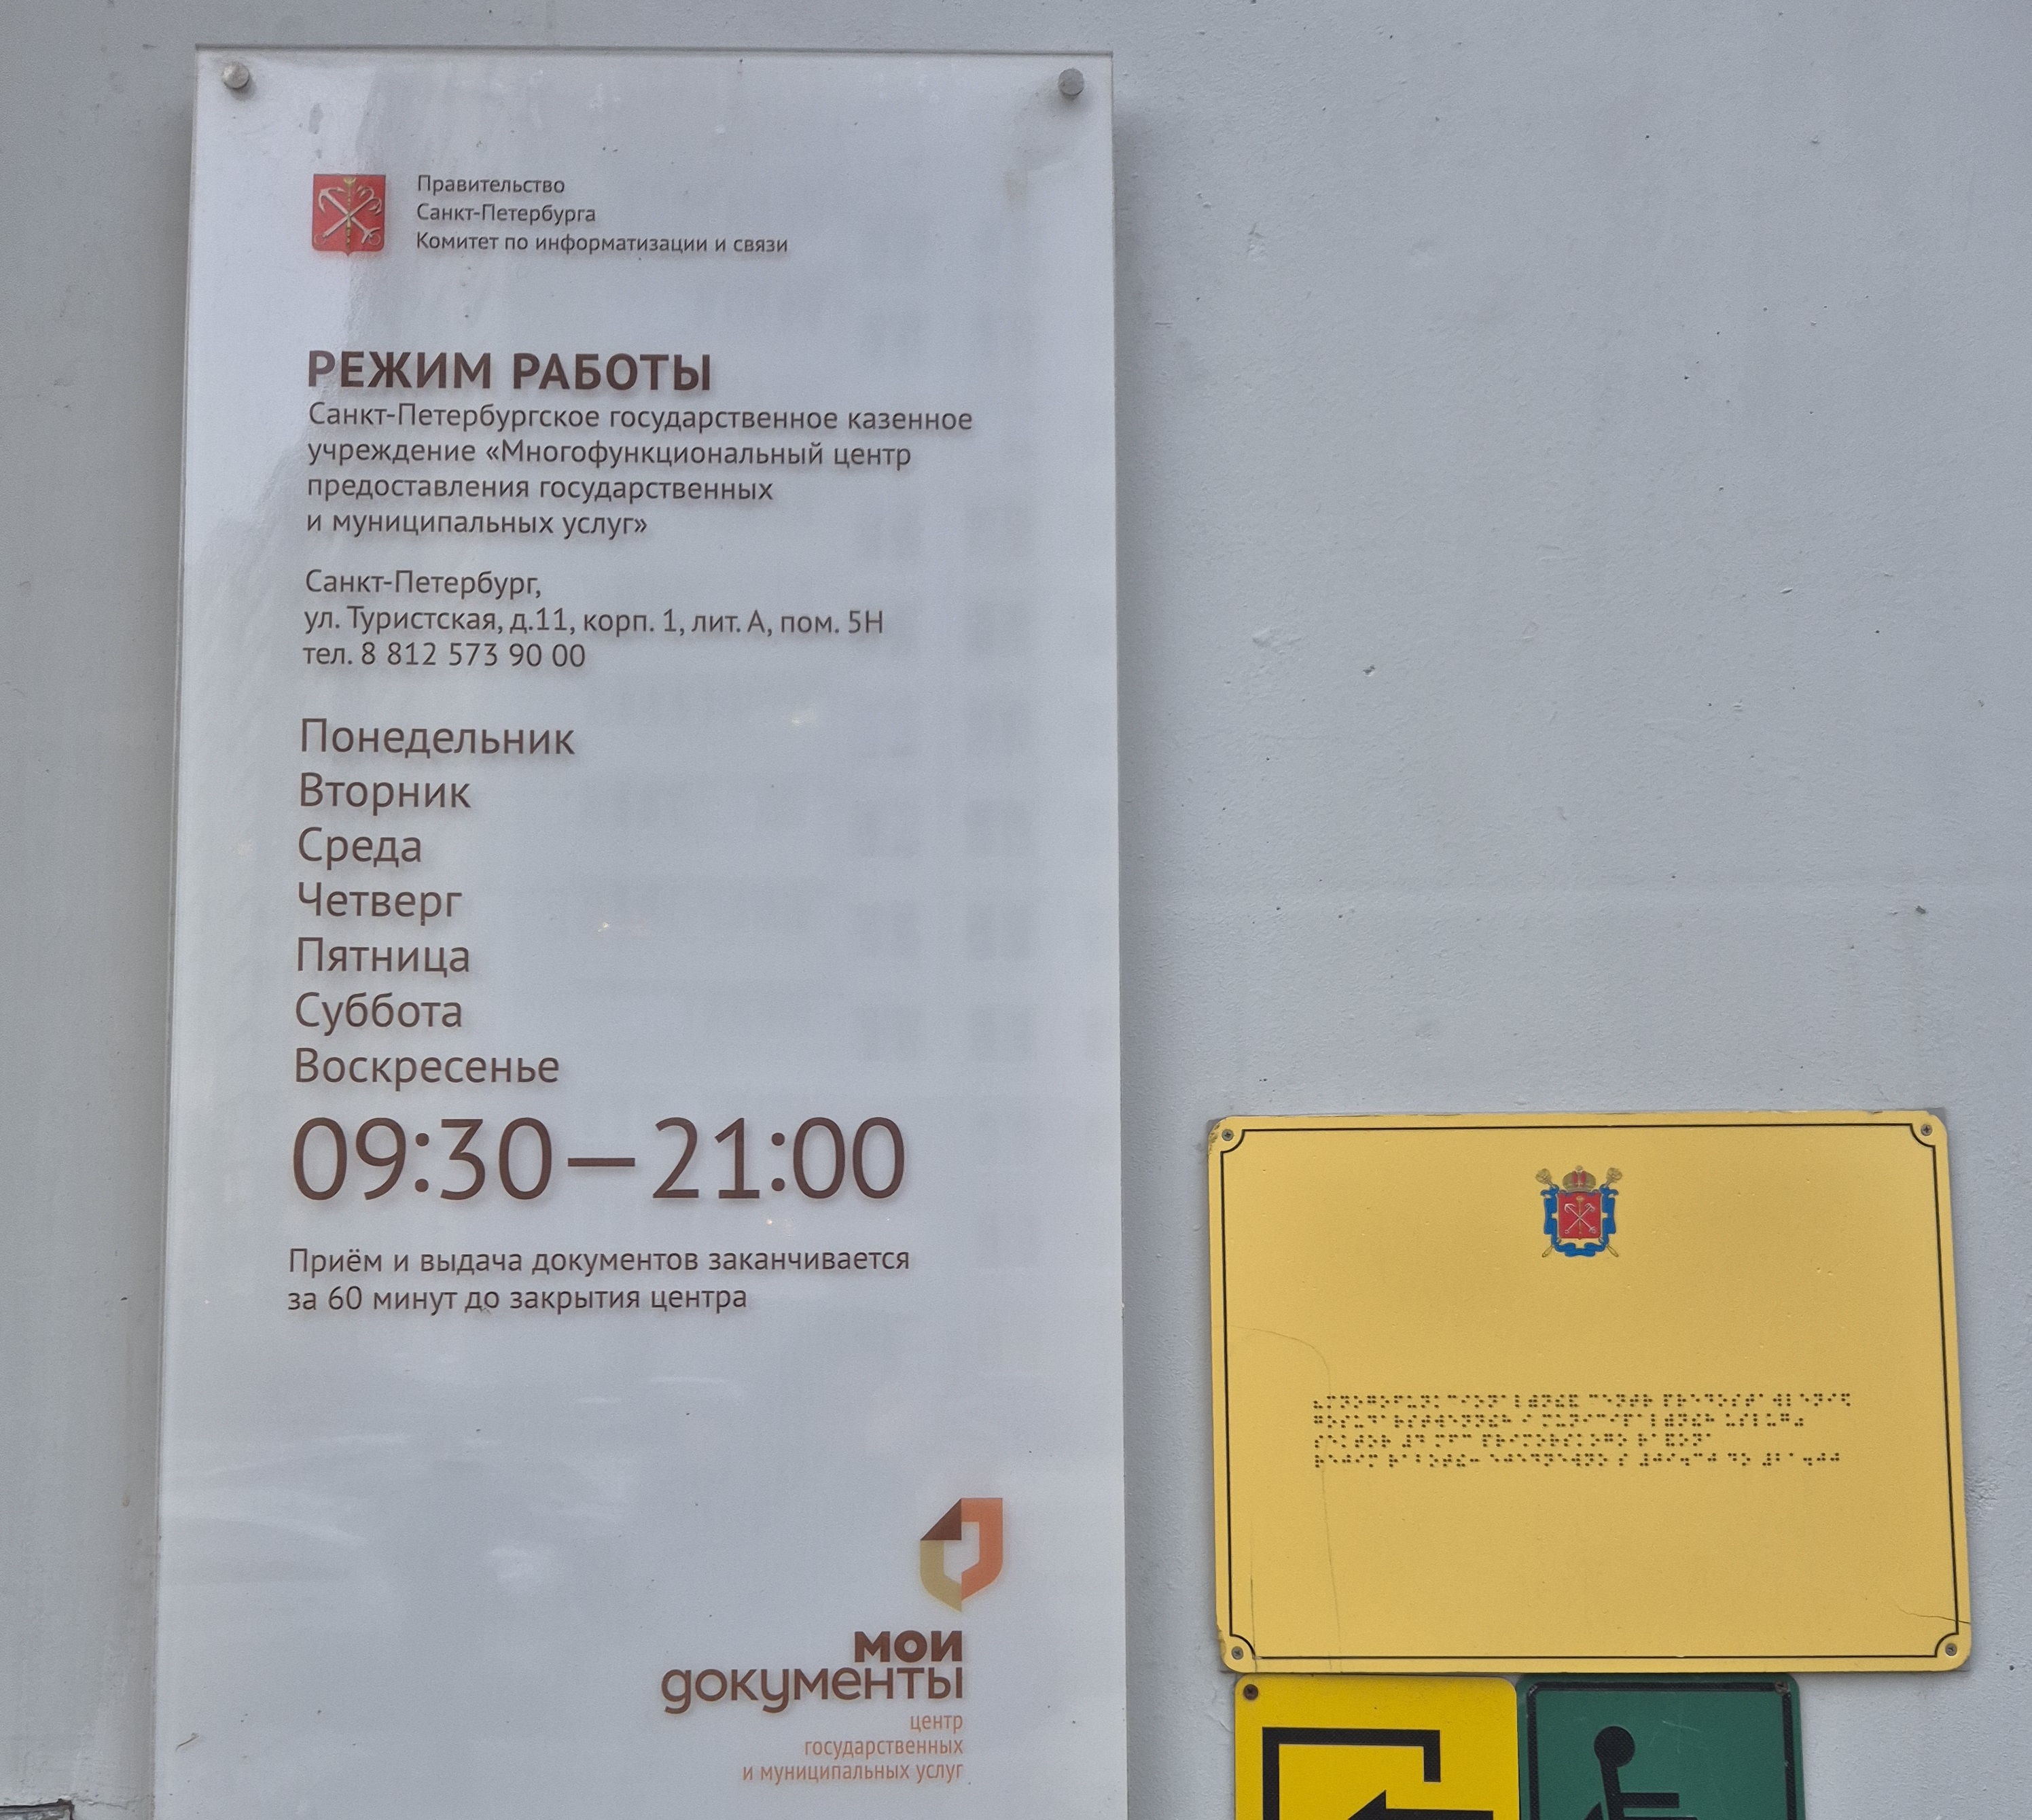 Правительство
Санкт-Петербурга
Комитет по информатизации и связи
РЕЖИМ РАБОТЫ
Санкт-Петербургское государственное казенное
учреждение «Многофункциональный центр
предоставления государственных
и муниципальных услуг»
Санкт-Петербург,
ул. Туристская, д.11, корп. 1, лит. А, пом. 5Н
тел. 8 812 573 90 00
Понедельник
Вторник
Среда
Четверг
Пятница
Суббота
Воскресенье
09:30—21:00
Приём и выдача документов заканчивается
за 60 минут до закрытия центра
мои
документы
центр
государственных
и муниципальных услуг